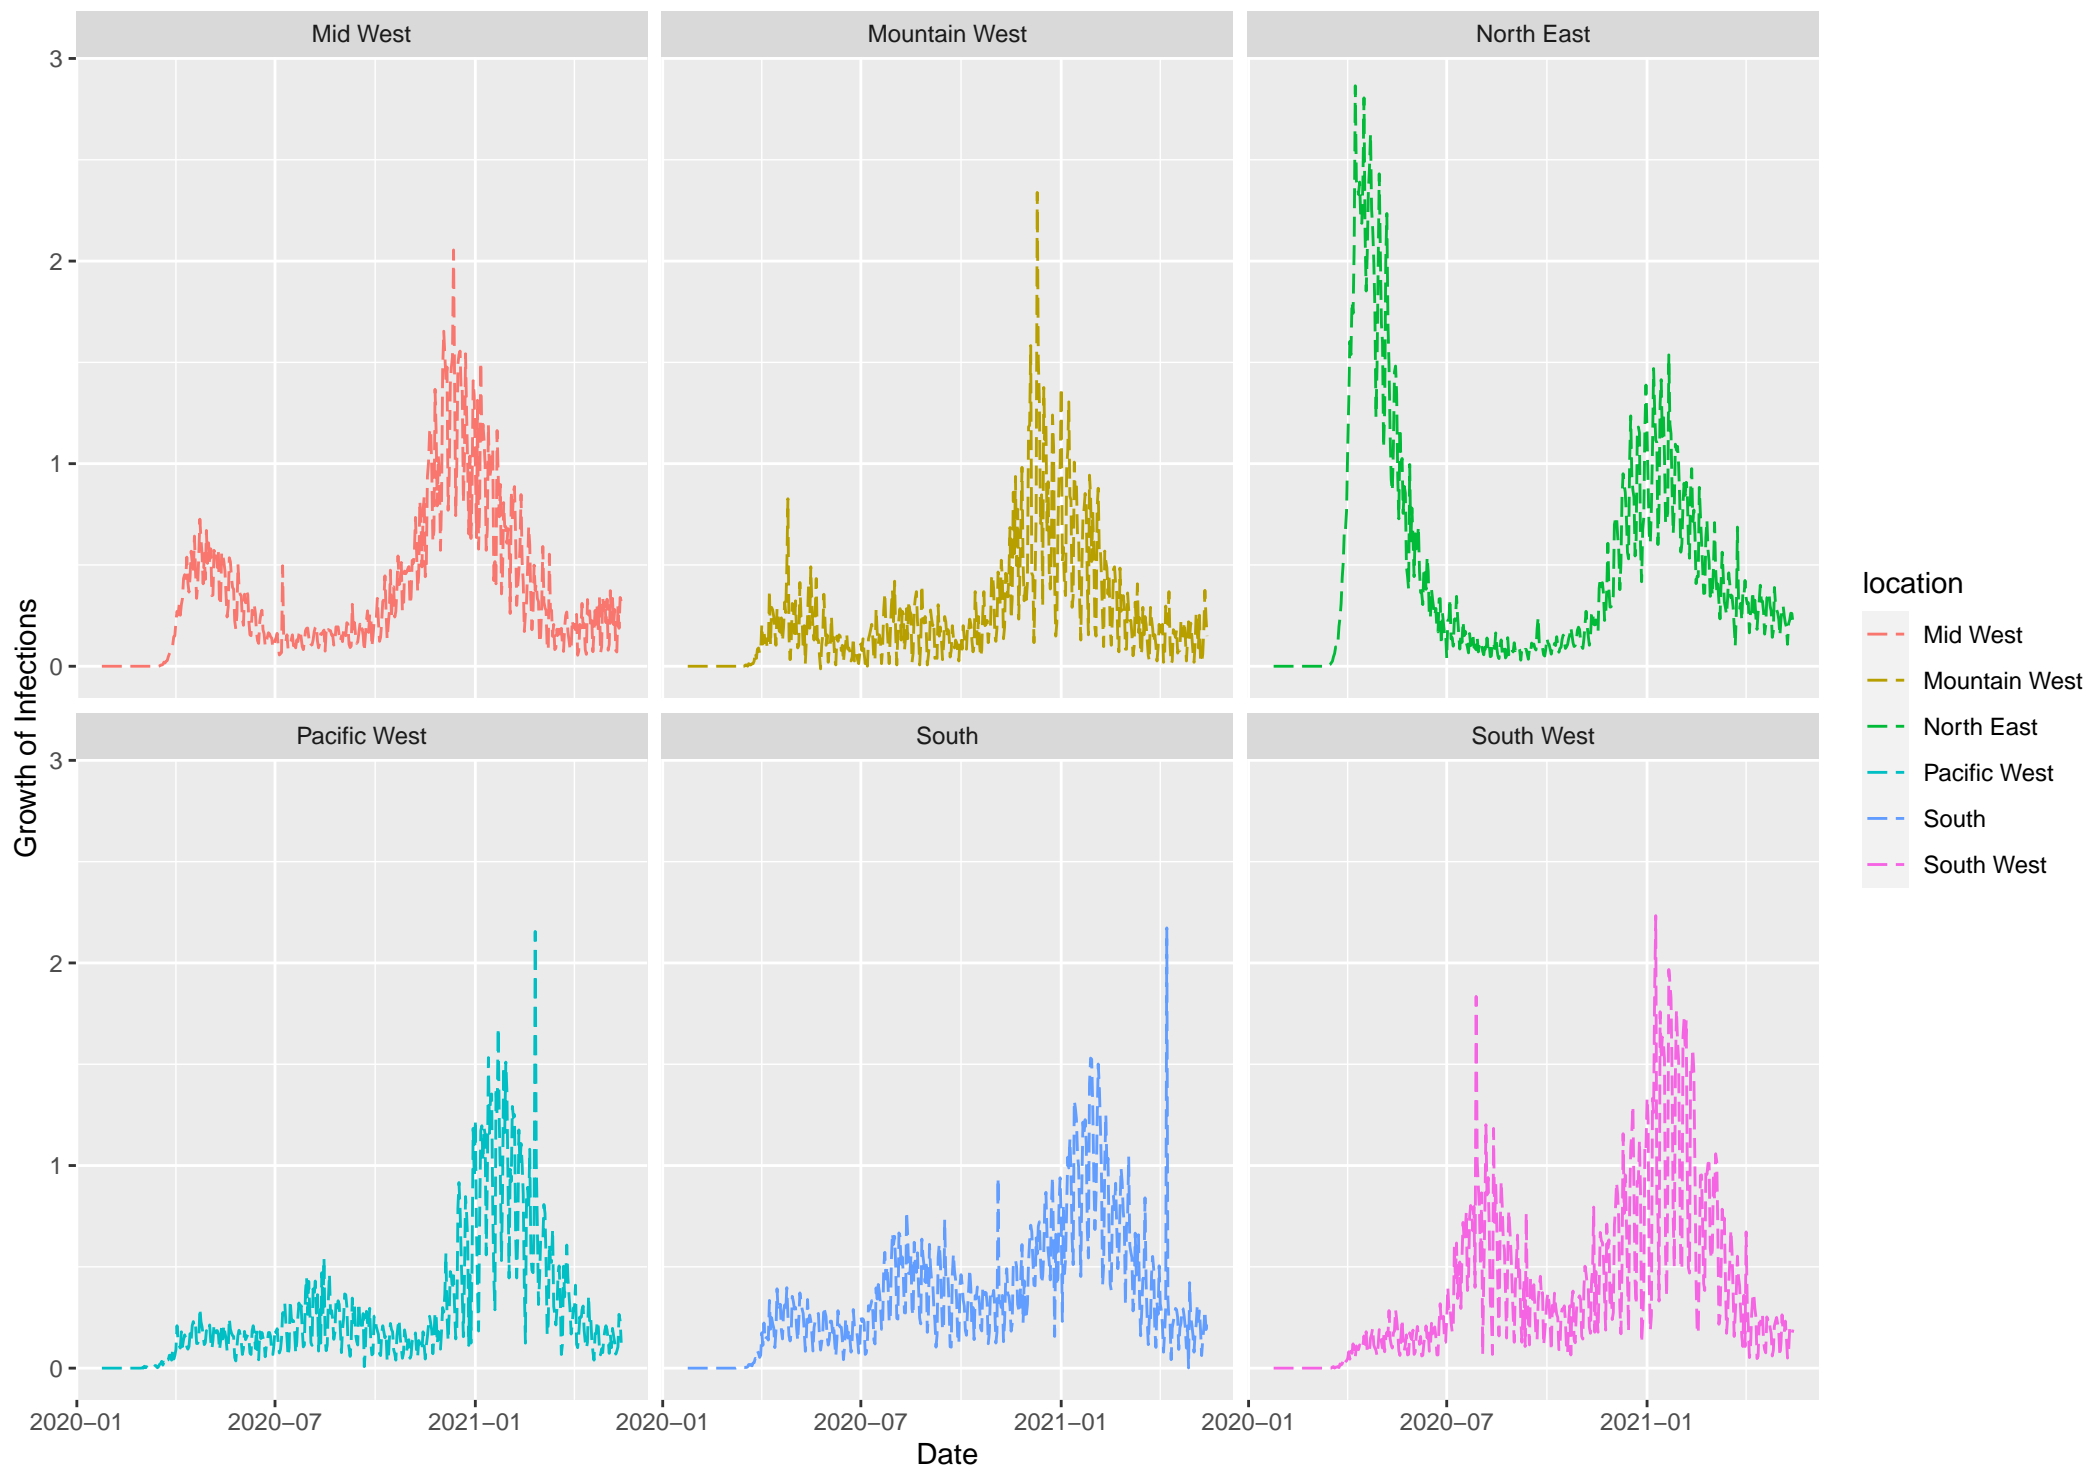 Mid West
Mountain West
North East
3
2
1
0
Pacific West
South
South West
3
2
1
0
Growth of Infections
2020–01
2020–07
2021–01
2020–01
2020–07
2021–01
2020–01
2020–07
2021–01
Date
location
Mid West
Mountain West
North East
Pacific West
South
South West